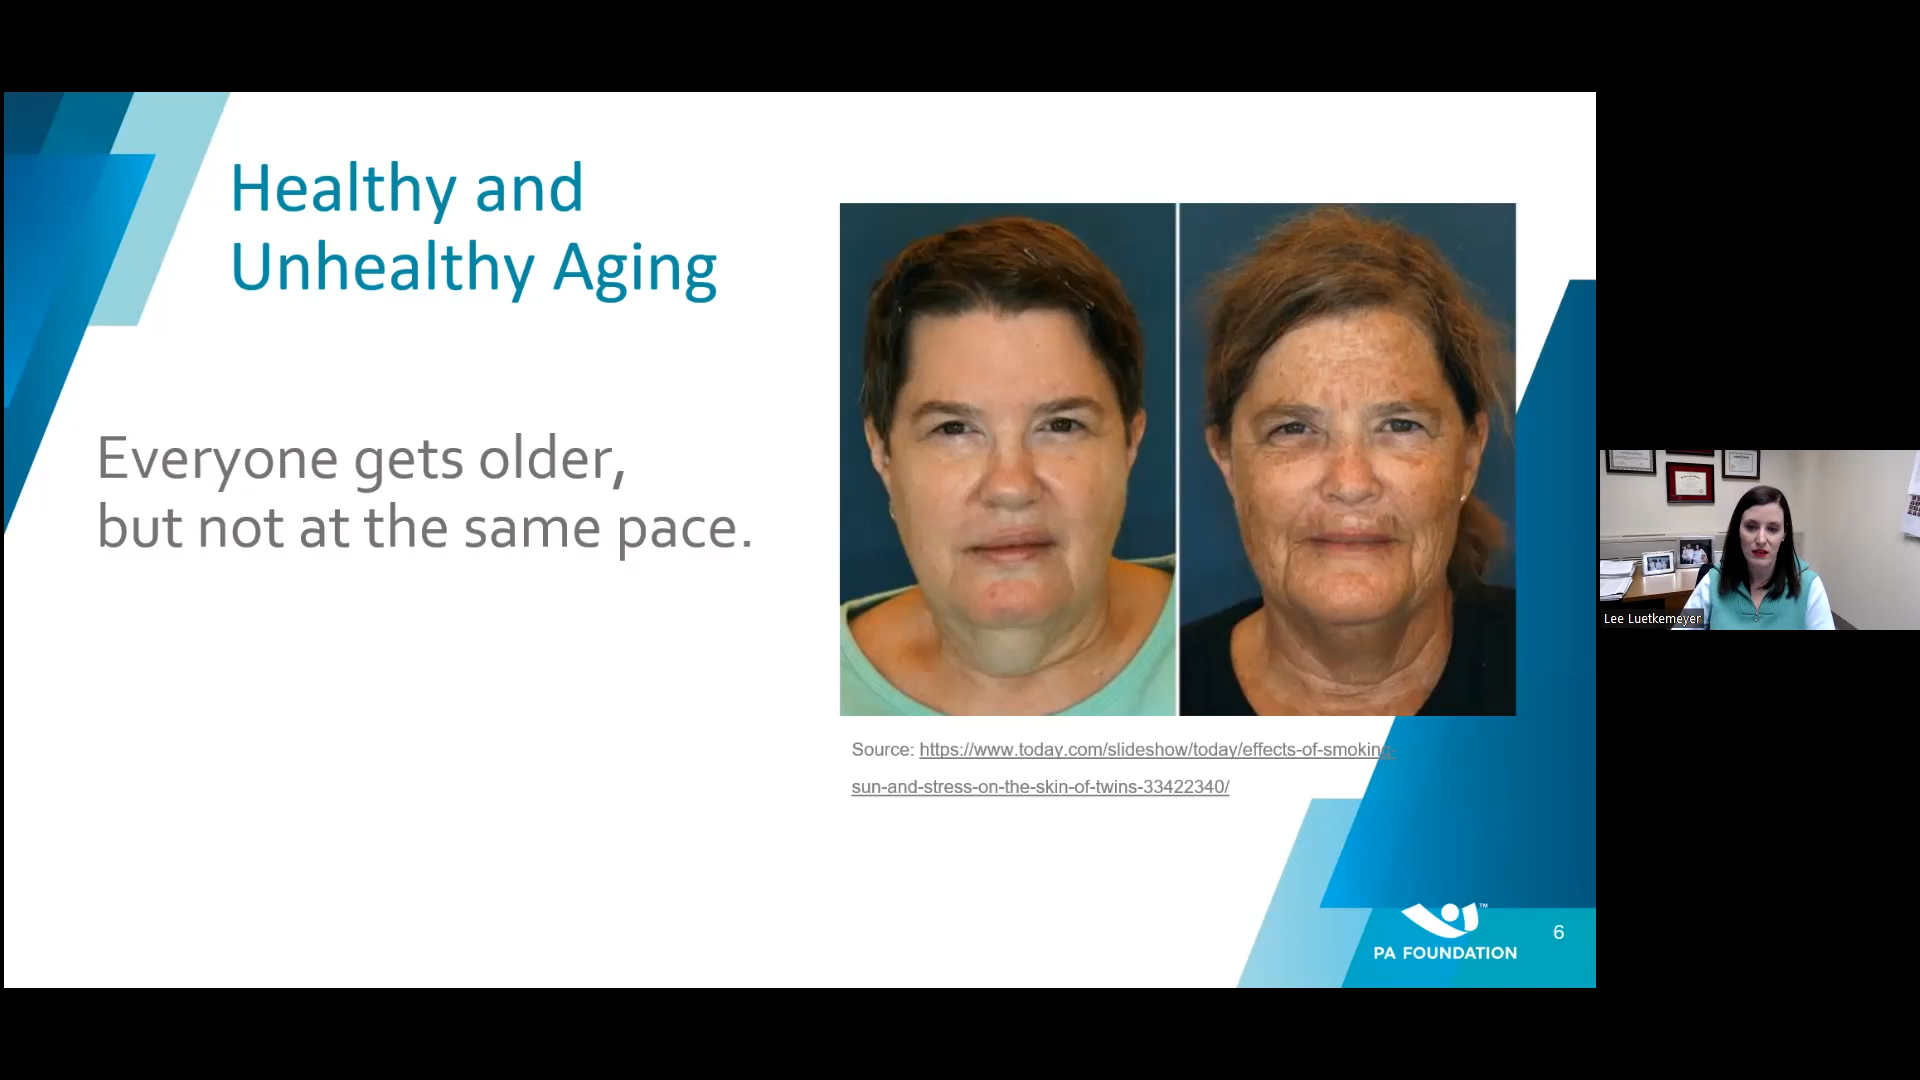 Healthy and
Unhealthy Aging
Everyone gets older,
but not at the same pace.
Source: https://www.today.com/slideshow/today/effects-of-smoking-
sun-and-stress-on-the-skin-of-twins-33422340/
™
PA FOUNDATION
6
Lee Luetkemeyer